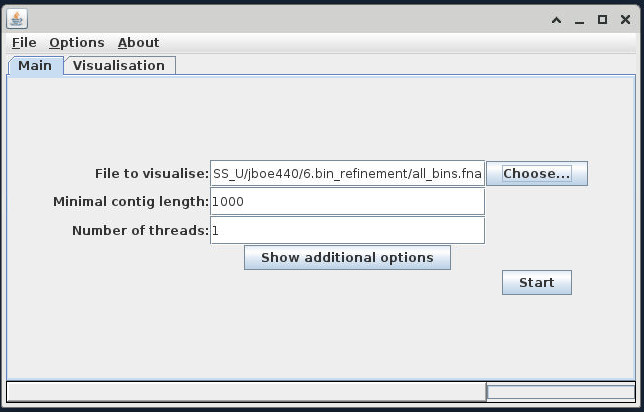 File Options About
Main Visualisation
File to visualise: SS_U/jboe440/6.bin_refinement/all_bins.fna Choose...
Minimal contig length: 1000
Number of threads: 1
Show additional options
Start